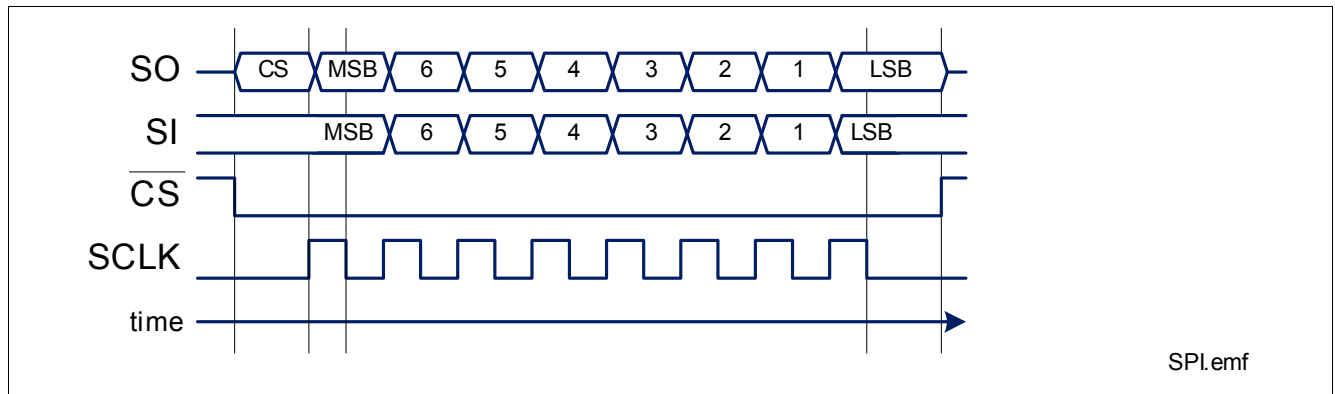 SO CS MSB 6 5 4 3 2 1 LSB
SI MSB 6 5 4 3 2 1 LSB
CS
SCLK
time
SPI.emf